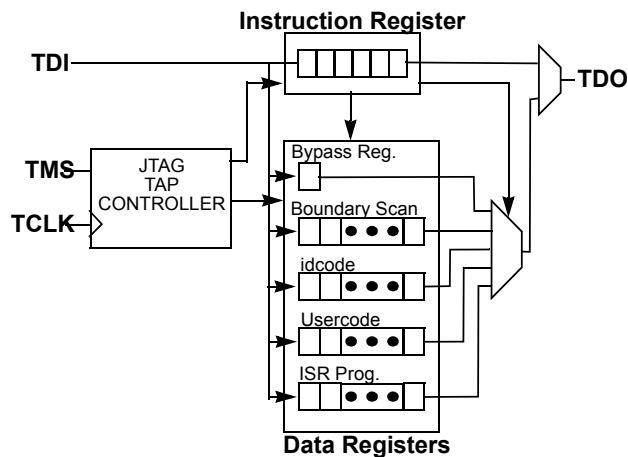 Instruction Register
TDI
TDO
Bypass Reg.
JTAG
TAP
CONTROLLER
TMS
TCLK
Boundary Scan
idcode
Usercode
ISR Prog.
Data Registers